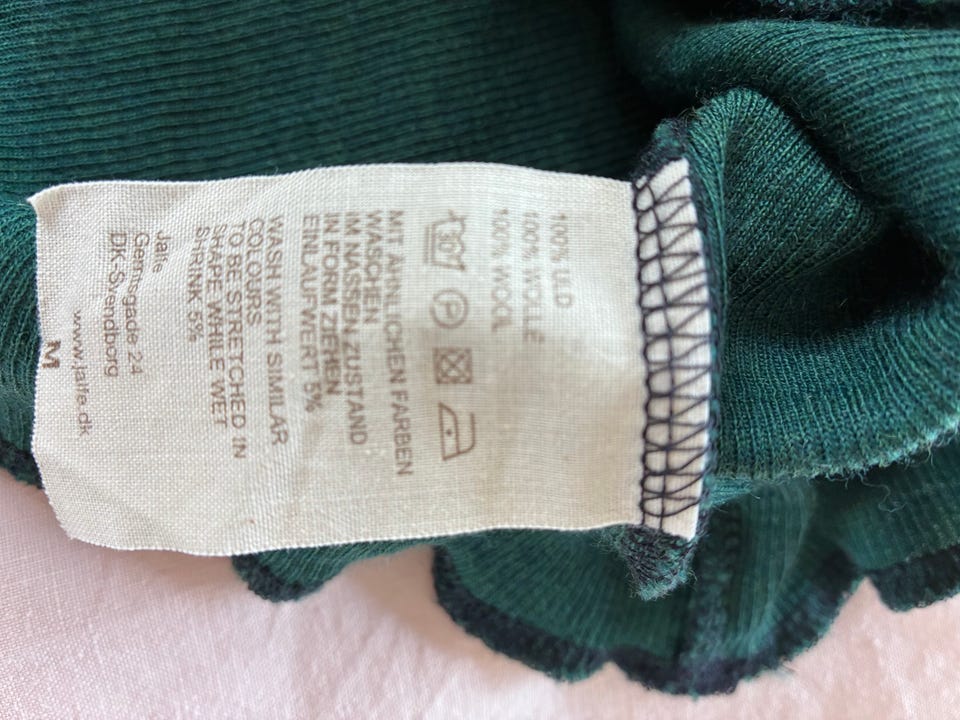 100% ULD
100% WOLLE
100% WOOL
30 P
MIT ÄHNLICHEN FARBEN
WASCHEN
IM NASSEN ZUSTAND
IN FORM ZIEHEN
EINLAUFWERT 5%
WASH WITH SIMILAR
COLOURS
TO BE STRETCHED IN
SHAPE WHILE WET
SHRINK 5%
Jalfe
Gerritsgade 24
DK-Svendborg
www.jalfe.dk
M